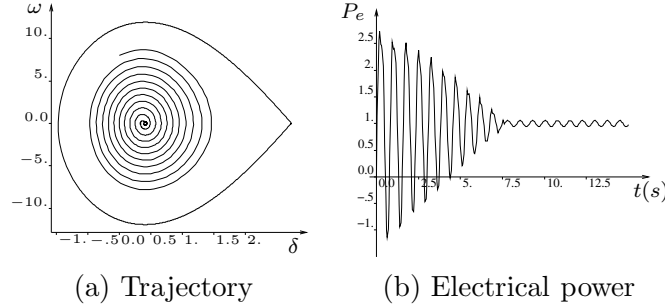 ω
10.
5.
0.0
−5.
−10.
−1. −.5 0.0 0.5 1. 1.5 2.
δ
(a) Trajectory
P_e
2.5
2.
1.5
1.
0.5
0.0
−1.
0.0 2.5 5. 7.5 10. 12.5
t(s)
(b) Electrical power